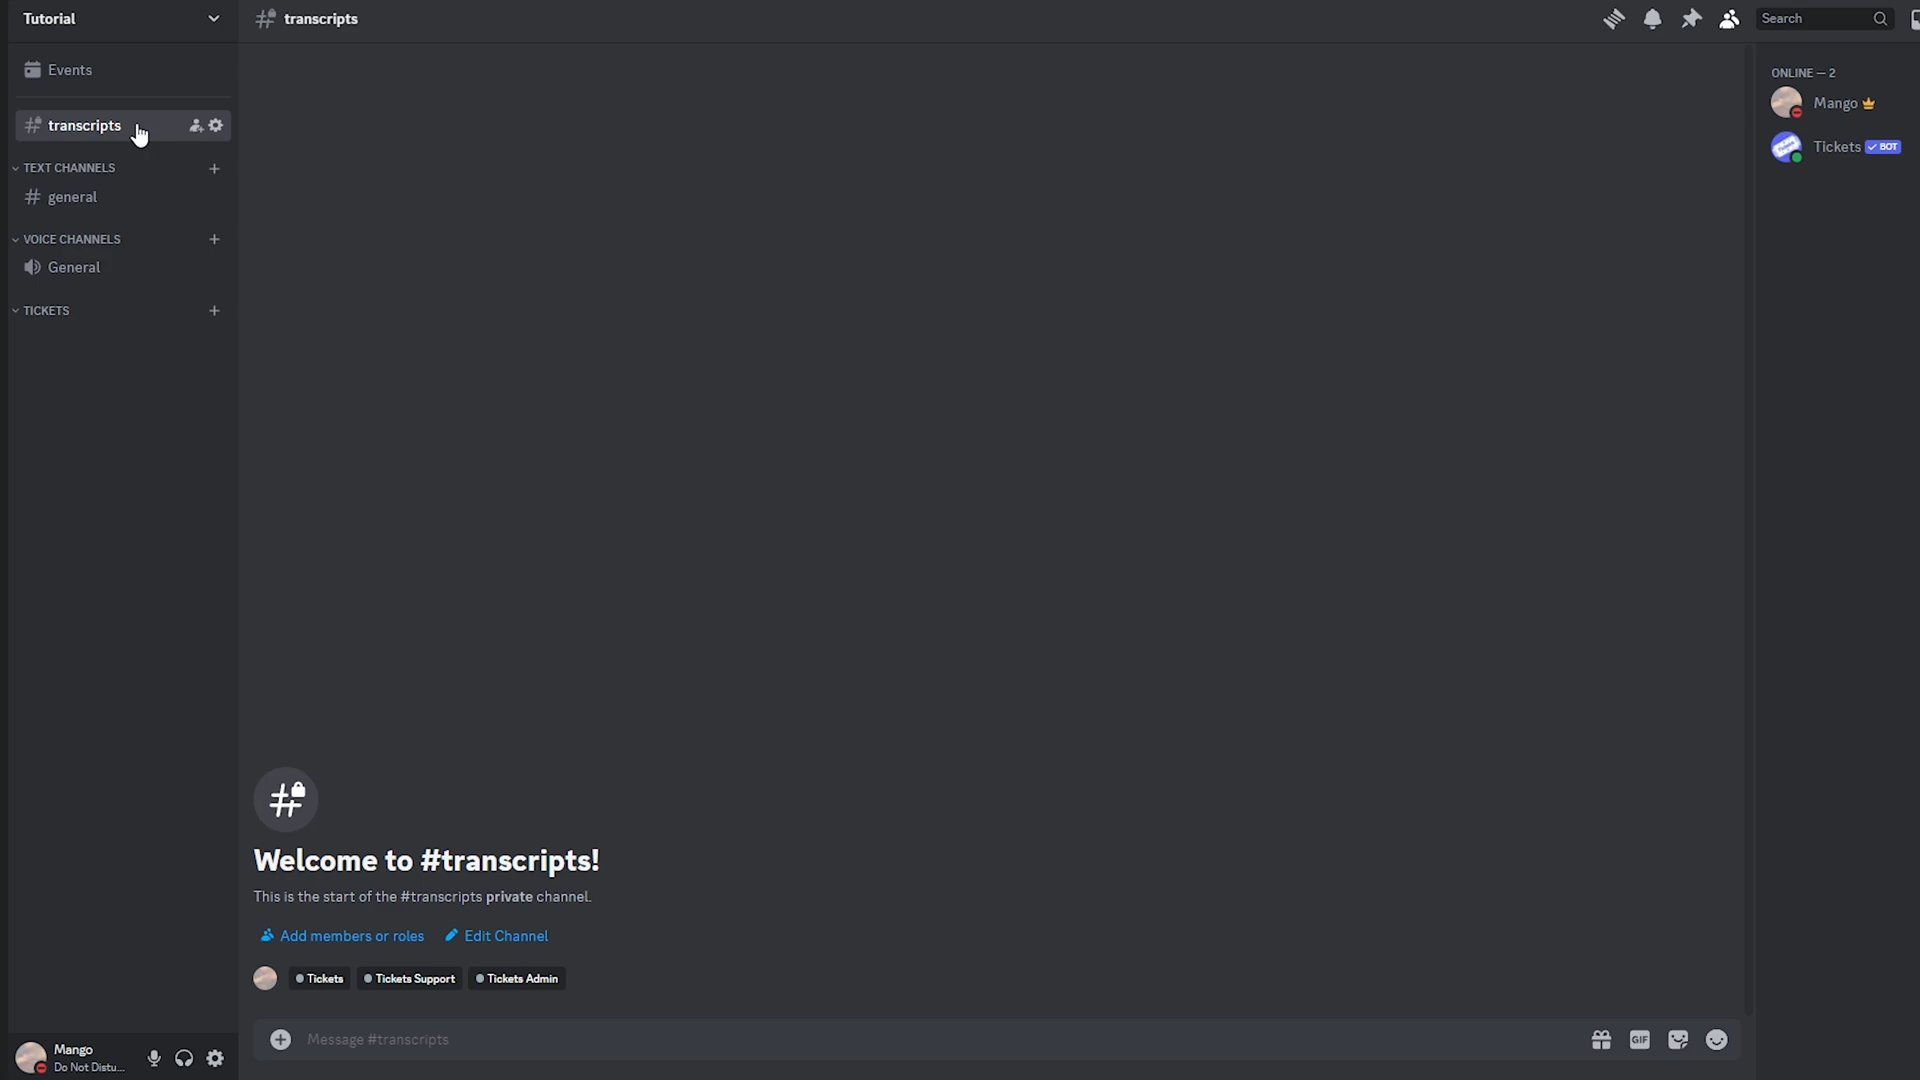 Tutorial
transcripts
Search
Events
transcripts
TEXT CHANNELS
general
VOICE CHANNELS
General
TICKETS
ONLINE — 2
Mango
Tickets BOT
Welcome to #transcripts!
This is the start of the #transcripts private channel.
Add members or roles Edit Channel
Tickets Tickets Support Tickets Admin
Message #transcripts
GIF
Mango
Do Not Distu...